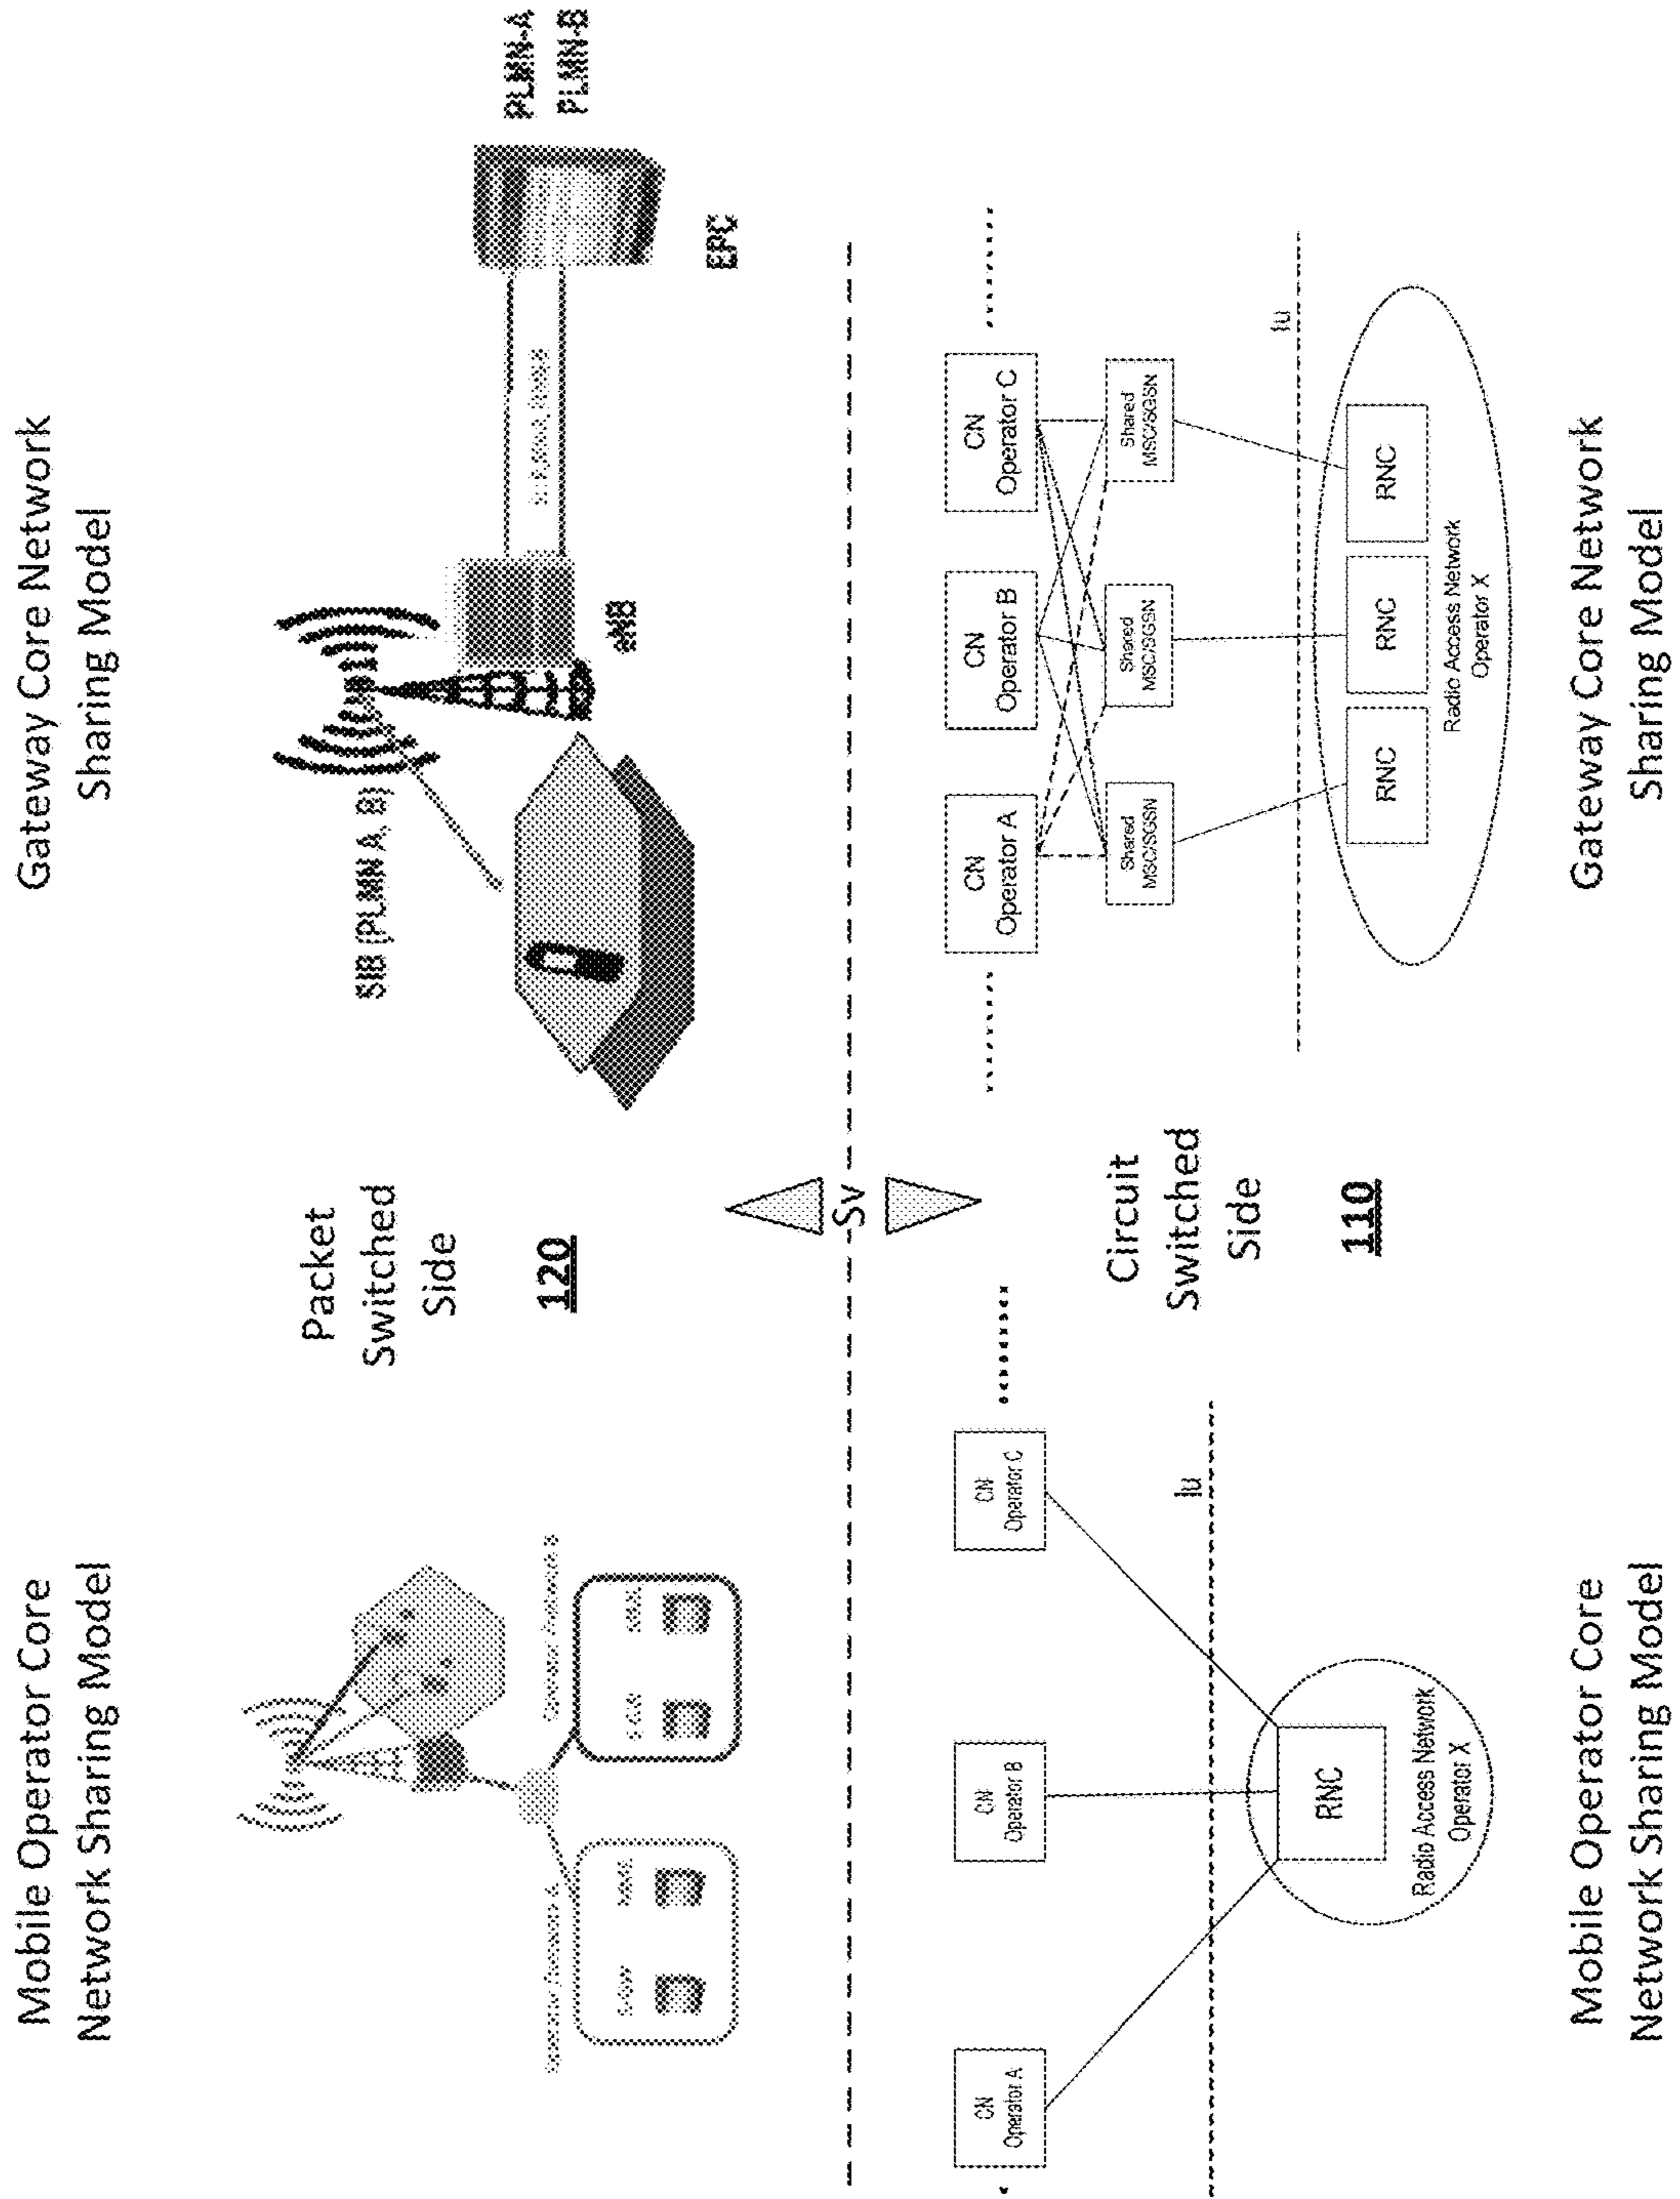 Mobile Operator Core
Network Sharing Model
Gateway Core Network
Sharing Model
Packet
Switched
Side
120
SIB (PLMN A, B)
eNB
EPC
PLMN-A
PLMN-B
Sv
CN
Operator A
CN
Operator B
CN
Operator C
Iu
RNC
Radio Access Network
Operator X
Circuit
Switched
Side
110
CN
Operator A
CN
Operator B
CN
Operator C
Shared
MSC/SGSN
Shared
MSC/SGSN
Shared
MSC/SGSN
Iu
RNC
RNC
RNC
Radio Access Network
Operator X
Mobile Operator Core
Network Sharing Model
Gateway Core Network
Sharing Model